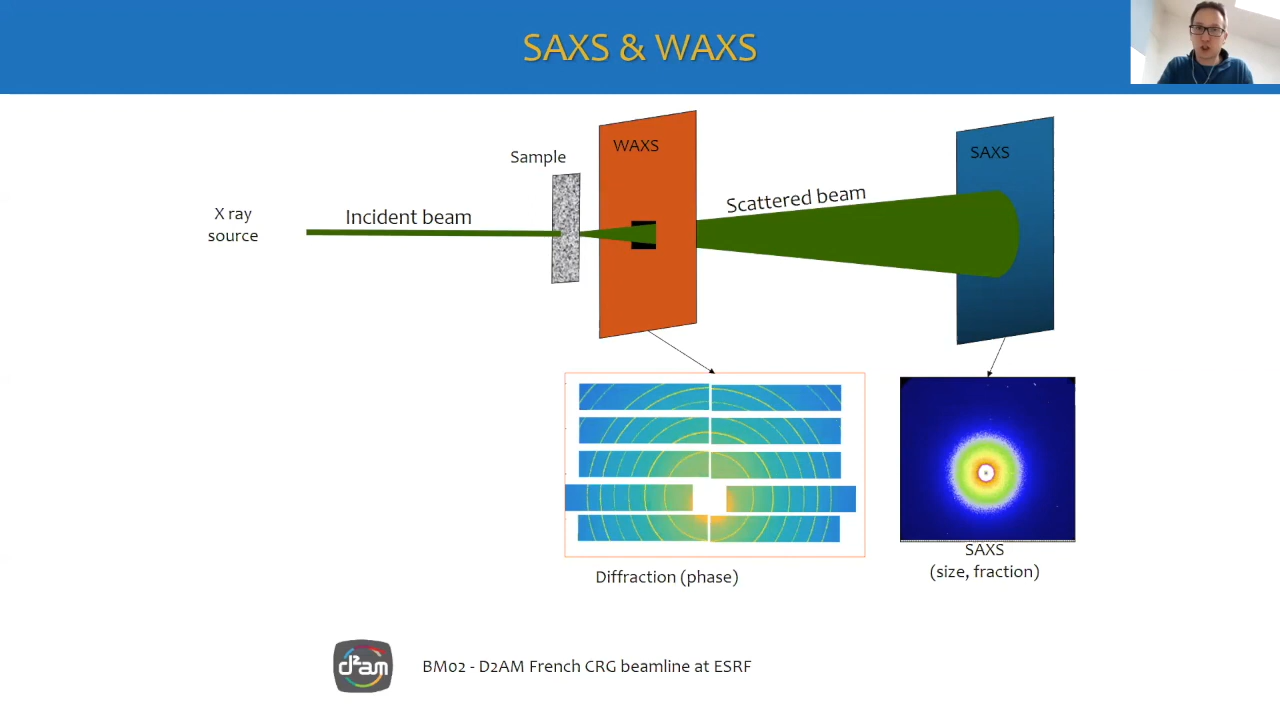 SAXS & WAXS
WAXS
SAXS
Sample
Scattered beam
X ray
source
Incident beam
Diffraction (phase)
SAXS
(size, fraction)
d2am
BM02 - D2AM French CRG beamline at ESRF